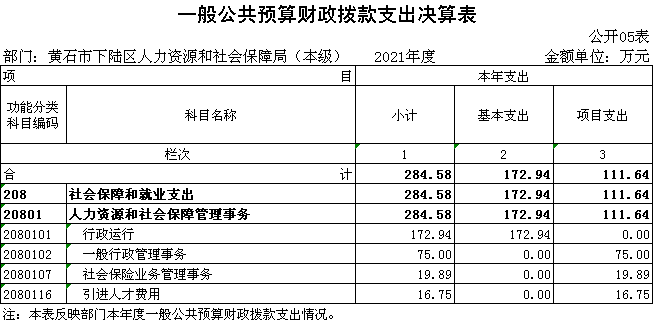 一般公共预算财政拨款支出决算表
公开05表
部门：黄石市下陆区人力资源和社会保障局（本级） 2021年度 金额单位：万元
项 目 本年支出
功能分类科目编码 科目名称 小计 基本支出 项目支出
栏次 1 2 3
合 计 284.58 172.94 111.64
208 社会保障和就业支出 284.58 172.94 111.64
20801 人力资源和社会保障管理事务 284.58 172.94 111.64
2080101 行政运行 172.94 172.94 0.00
2080102 一般行政管理事务 75.00 0.00 75.00
2080107 社会保险业务管理事务 19.89 0.00 19.89
2080116 引进人才费用 16.75 0.00 16.75
注：本表反映部门本年度一般公共预算财政拨款支出情况。